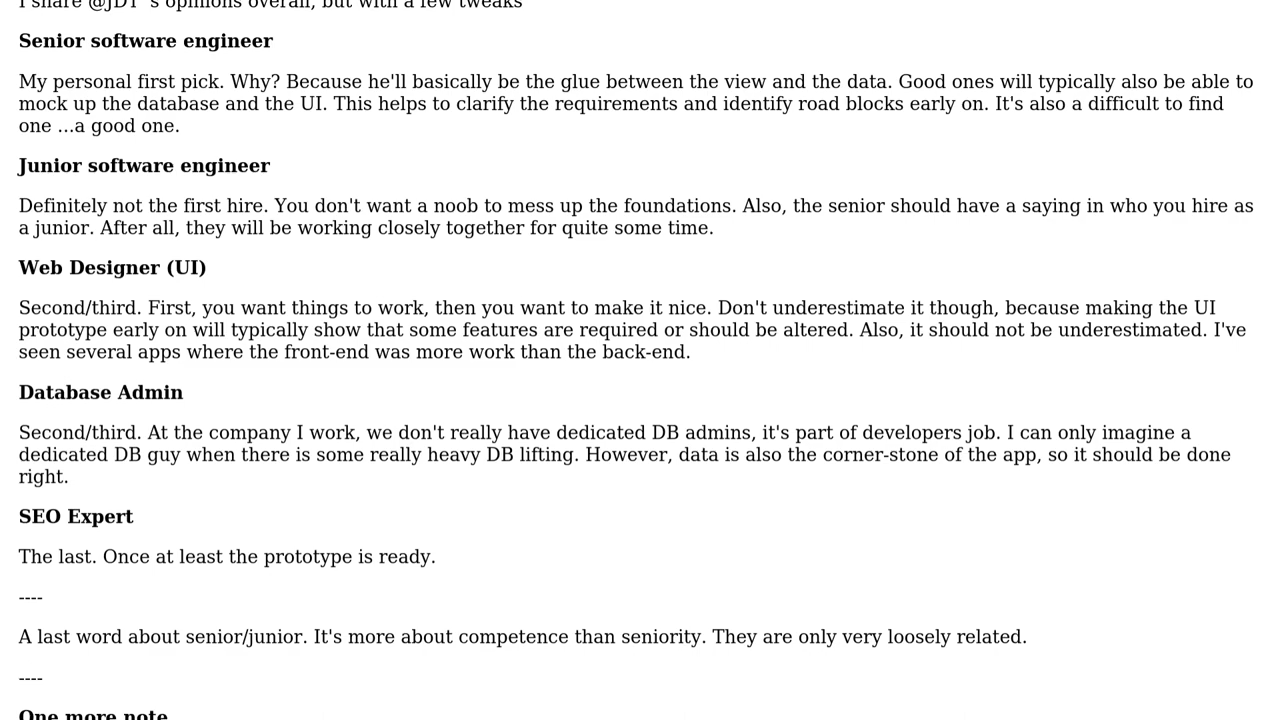 I share @JDT 's opinions overall, but with a few tweaks
Senior software engineer
My personal first pick. Why? Because he'll basically be the glue between the view and the data. Good ones will typically also be able to
mock up the database and the UI. This helps to clarify the requirements and identify road blocks early on. It's also a difficult to find
one ...a good one.
Junior software engineer
Definitely not the first hire. You don't want a noob to mess up the foundations. Also, the senior should have a saying in who you hire as
a junior. After all, they will be working closely together for quite some time.
Web Designer (UI)
Second/third. First, you want things to work, then you want to make it nice. Don't underestimate it though, because making the UI
prototype early on will typically show that some features are required or should be altered. Also, it should not be underestimated. I've
seen several apps where the front-end was more work than the back-end.
Database Admin
Second/third. At the company I work, we don't really have dedicated DB admins, it's part of developers job. I can only imagine a
dedicated DB guy when there is some really heavy DB lifting. However, data is also the corner-stone of the app, so it should be done
right.
SEO Expert
The last. Once at least the prototype is ready.
----
A last word about senior/junior. It's more about competence than seniority. They are only very loosely related.
----
One more note